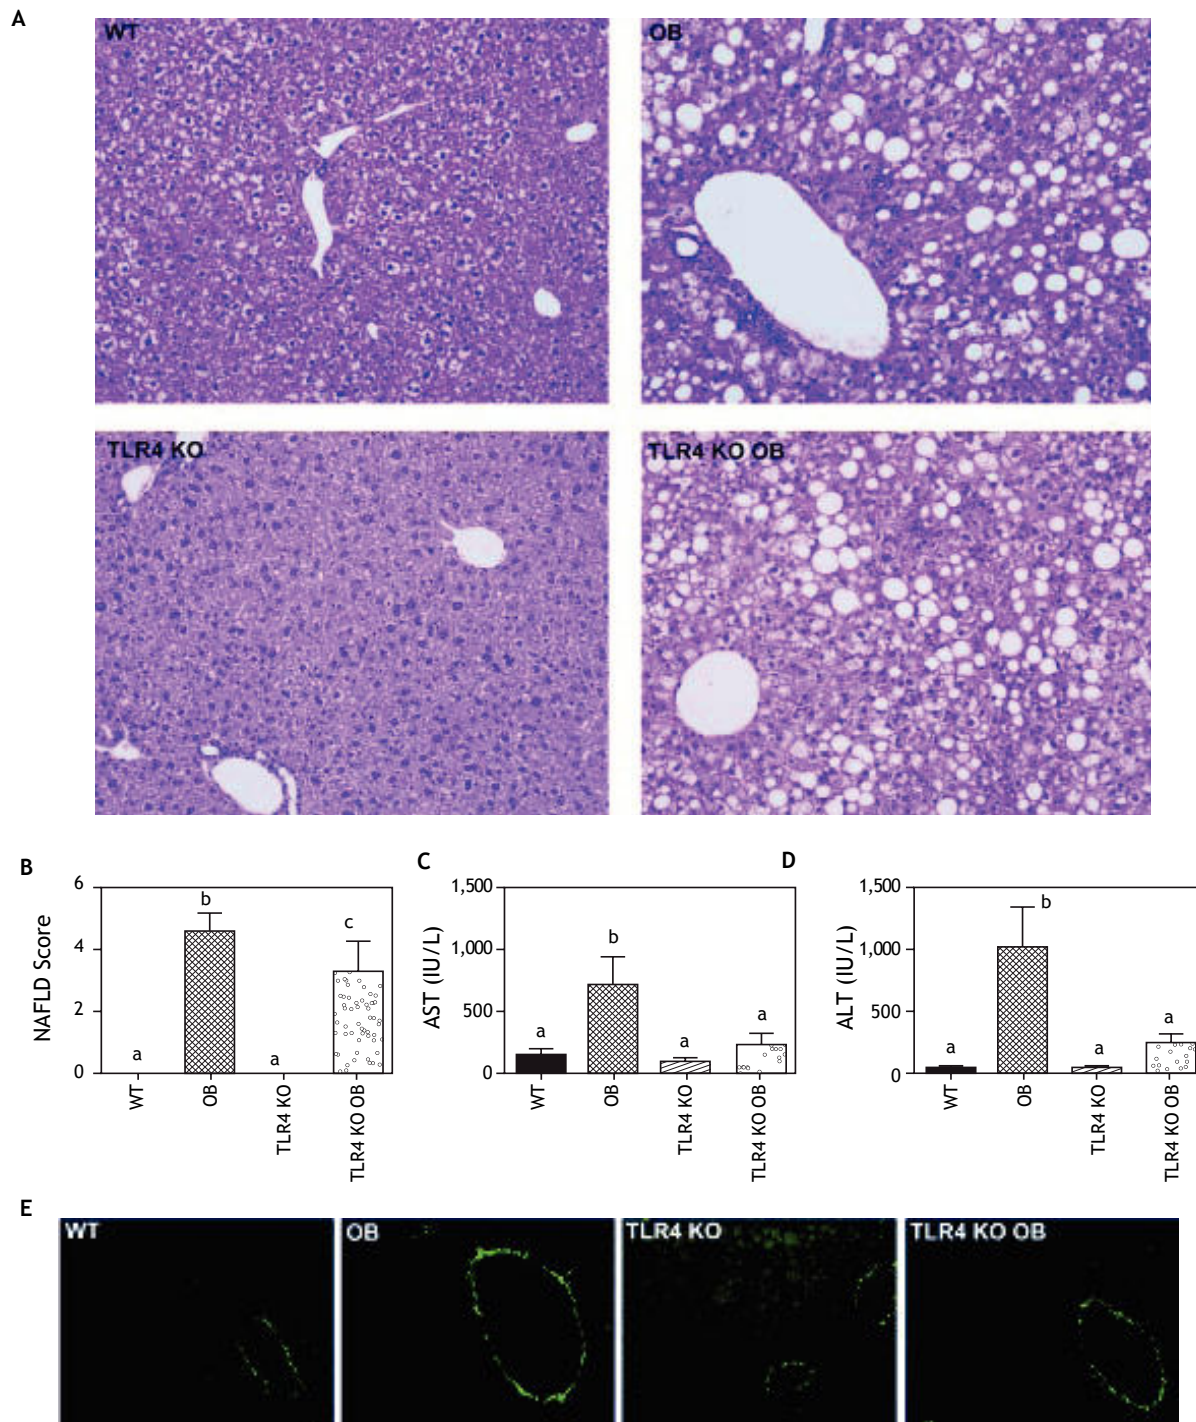 A
WT
OB
TLR4 KO
TLR4 KO OB
B
NAFLD Score
6
4
2
0
a
b
a
c
WT
OB
TLR4 KO
TLR4 KO OB
C
AST (IU/L)
1,500
1,000
500
0
a
b
a
a
WT
OB
TLR4 KO
TLR4 KO OB
D
ALT (IU/L)
1,500
1,000
500
0
a
b
a
a
WT
OB
TLR4 KO
TLR4 KO OB
E
WT
OB
TLR4 KO
TLR4 KO OB